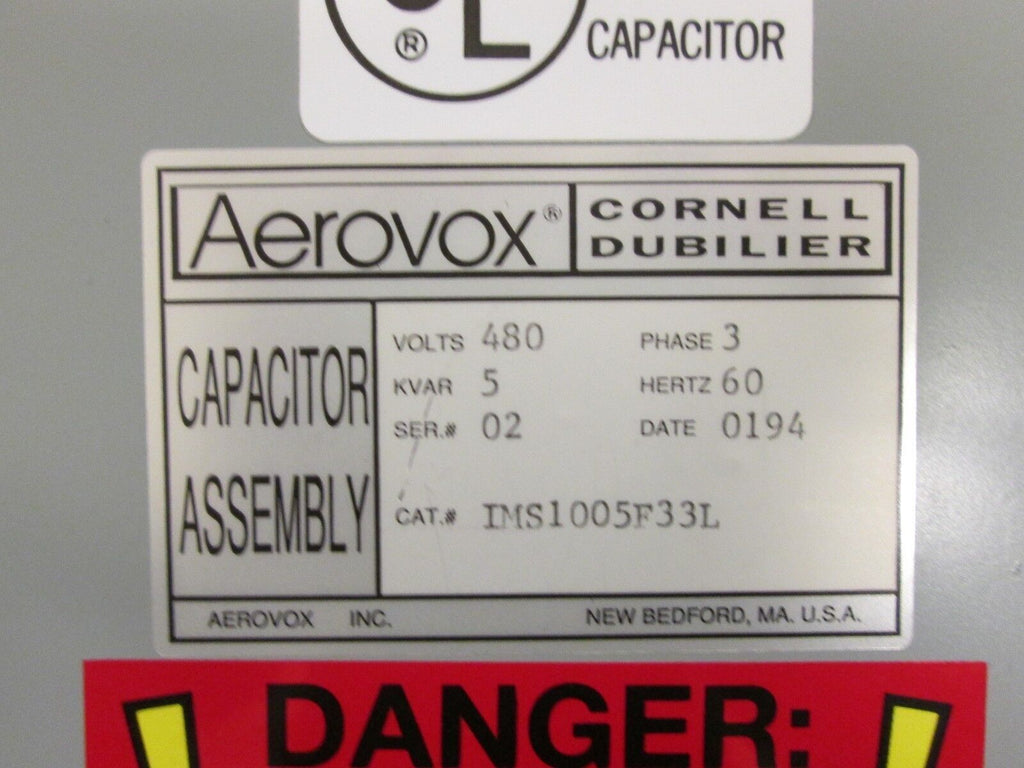 ® L CAPACITOR
Aerovox® CORNELL
DUBILIER
CAPACITOR
ASSEMBLY
VOLTS 480 PHASE 3
KVAR 5 HERTZ 60
SER.# 02 DATE 0194
CAT.# IMS1005F33L
AEROVOX INC. NEW BEDFORD, MA. U.S.A.
DANGER: